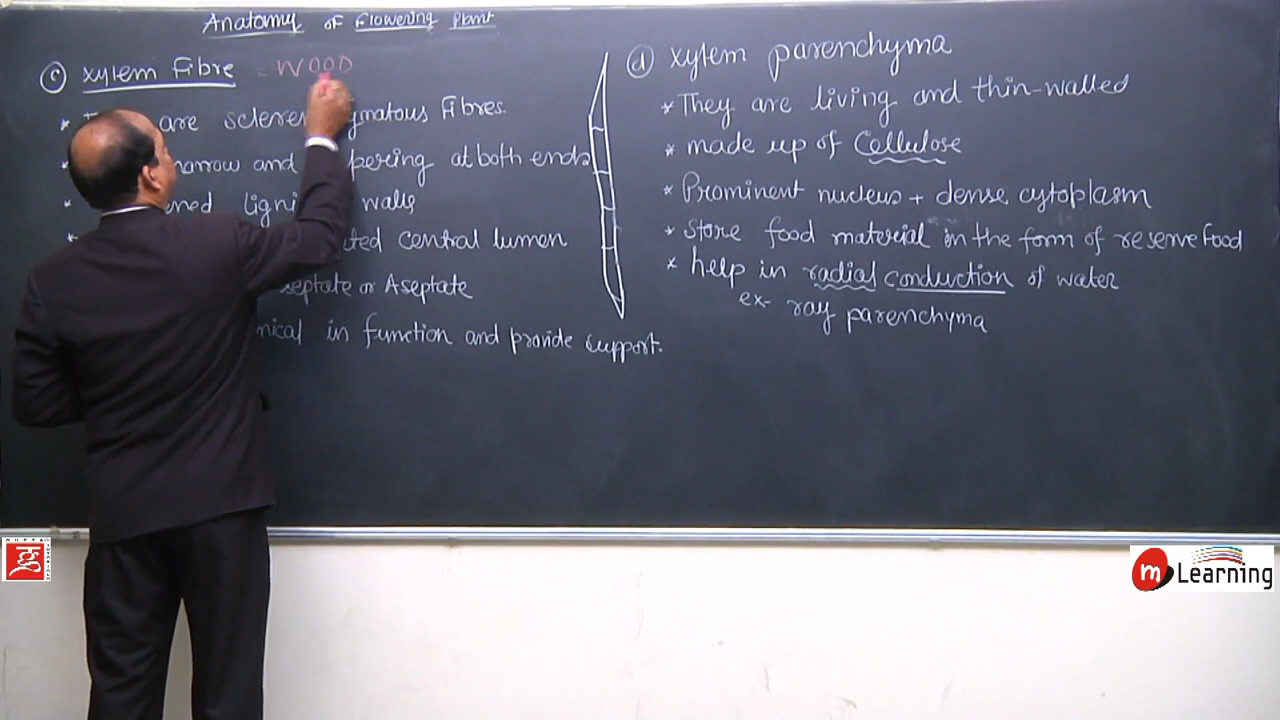 Anatomy of Flowering Plant
(c) xylem Fibre - WOOD
* are matous Fibres.
* narrow and pering at both ends
* ned walls
* ted central lumen
septate or Aseptate
nical in function and provide support.
(d) xylem parenchyma
* They are living and thin-walled
* made up of Cellulose
* Prominent nucleus + dense cytoplasm
* store food material in the form of reserve food
* help in radial conduction of water
ex- ray parenchyma
m Learning